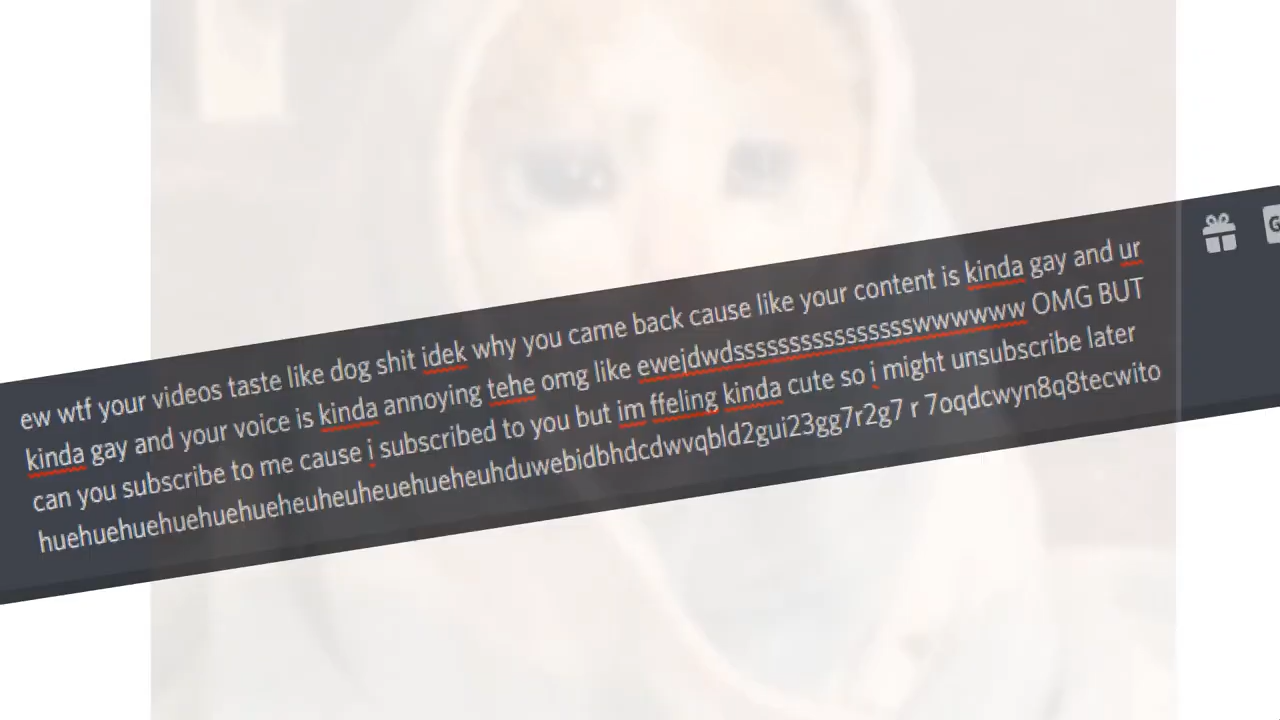 ew wtf your videos taste like dog shit idek why you came back cause like your content is kinda gay and ur
kinda gay and your voice is kinda annoying tehe omg like ewejdwdsssssssssssssssswwwwww OMG BUT
can you subscribe to me cause i subscribed to you but im ffeling kinda cute so i might unsubscribe later
huehuehuehuehuehueheuheuheuehueheuhduwebidbhdcdwvqbld2gui23gg7r2g7 r 7oqdcwyn8q8tecwito
G